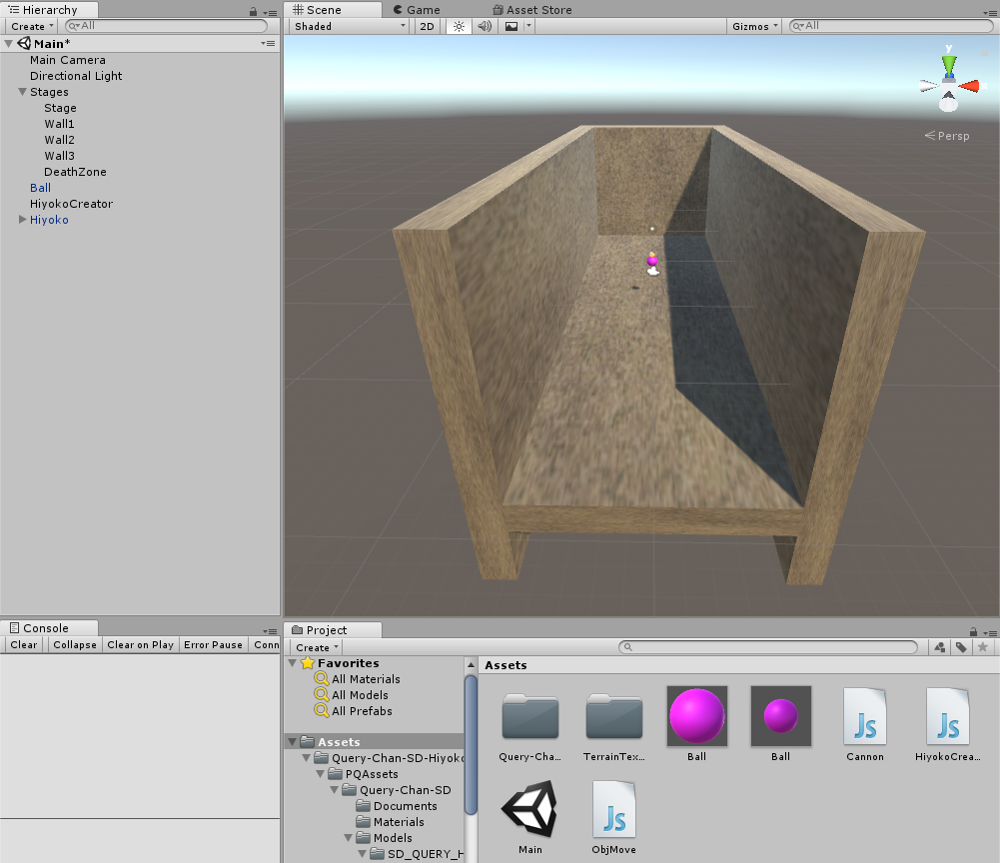 Hierarchy
Create
All
Main*
Main Camera
Directional Light
Stages
Stage
Wall1
Wall2
Wall3
DeathZone
Ball
HiyokoCreator
Hiyoko
Scene
Game
Asset Store
Shaded
2D
Gizmos
All
y
Persp
Console
Clear
Collapse
Clear on Play
Error Pause
Conn
Project
Create
Favorites
All Materials
All Models
All Prefabs
Assets
Query-Chan-SD-Hiyoko
PQAssets
Query-Chan-SD
Documents
Materials
Models
SD_QUERY_H
Assets
Query-Cha...
TerrainTex...
Ball
Ball
Js
Cannon
Js
HiyokoCrea...
Main
Js
ObjMove